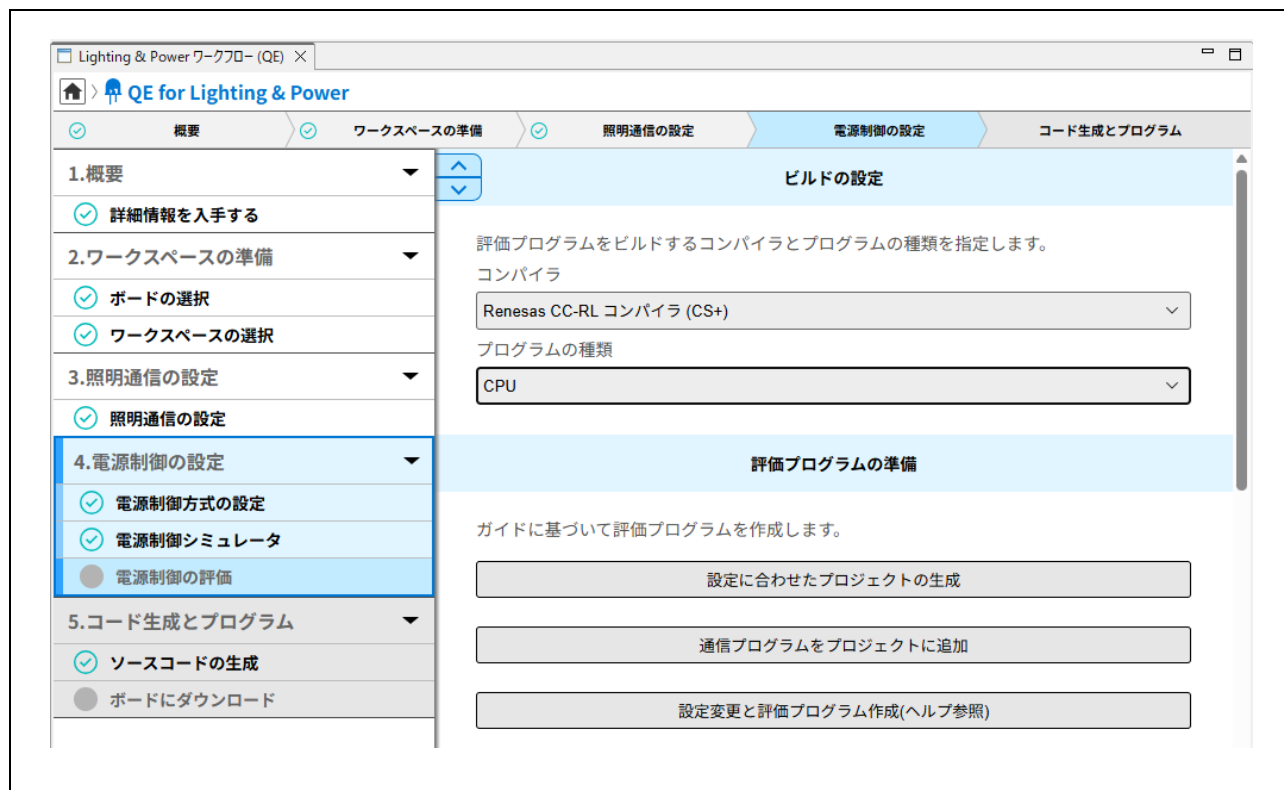 Lighting & Power ワークフロー (QE)
QE for Lighting & Power
概要
ワークスペースの準備
照明通信の設定
電源制御の設定
コード生成とプログラム
1.概要
詳細情報を入手する
2.ワークスペースの準備
ボードの選択
ワークスペースの選択
3.照明通信の設定
照明通信の設定
4.電源制御の設定
電源制御方式の設定
電源制御シミュレータ
電源制御の評価
5.コード生成とプログラム
ソースコードの生成
ボードにダウンロード
ビルドの設定
評価プログラムをビルドするコンパイラとプログラムの種類を指定します。
コンパイラ
Renesas CC-RL コンパイラ (CS+)
プログラムの種類
CPU
評価プログラムの準備
ガイドに基づいて評価プログラムを作成します。
設定に合わせたプロジェクトの生成
通信プログラムをプロジェクトに追加
設定変更と評価プログラム作成(ヘルプ参照)